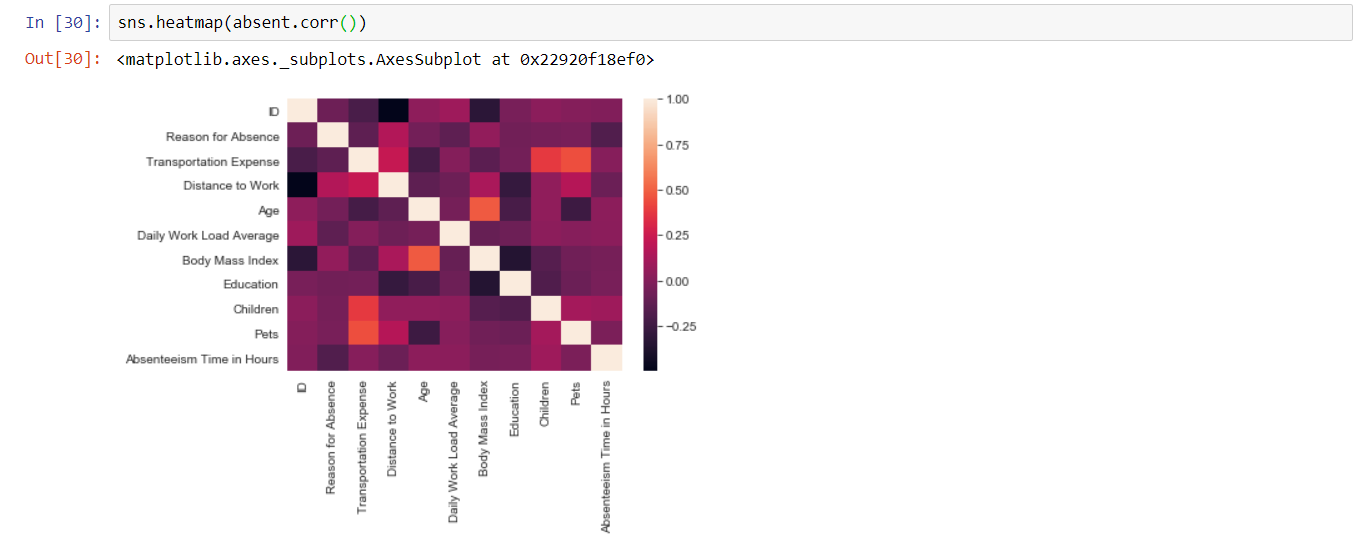 In [30]: sns.heatmap(absent.corr())
Out[30]: <matplotlib.axes._subplots.AxesSubplot at 0x22920f18ef0>
ID
Reason for Absence
Transportation Expense
Distance to Work
Age
Daily Work Load Average
Body Mass Index
Education
Children
Pets
Absenteeism Time in Hours
ID
Reason for Absence
Transportation Expense
Distance to Work
Age
Daily Work Load Average
Body Mass Index
Education
Children
Pets
Absenteeism Time in Hours
1.00
0.75
0.50
0.25
0.00
−0.25